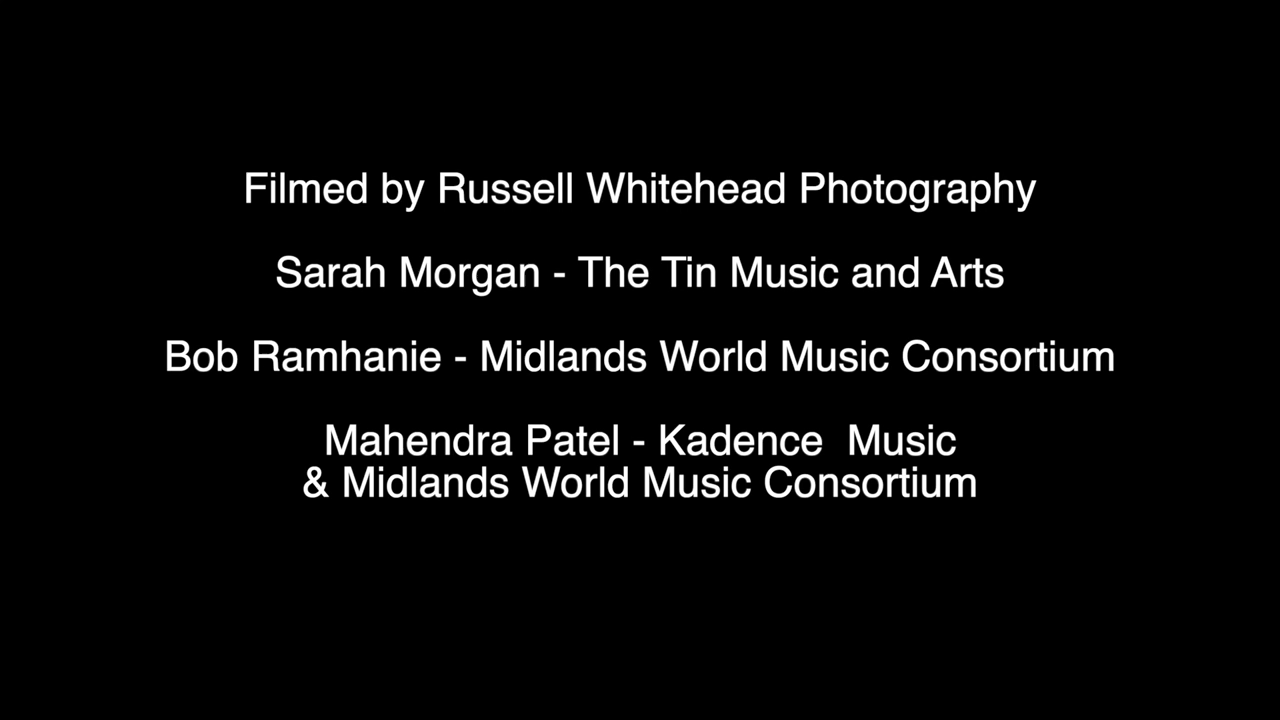 Filmed by Russell Whitehead Photography
Sarah Morgan - The Tin Music and Arts
Bob Ramhanie - Midlands World Music Consortium
Mahendra Patel - Kadence  Music
& Midlands World Music Consortium